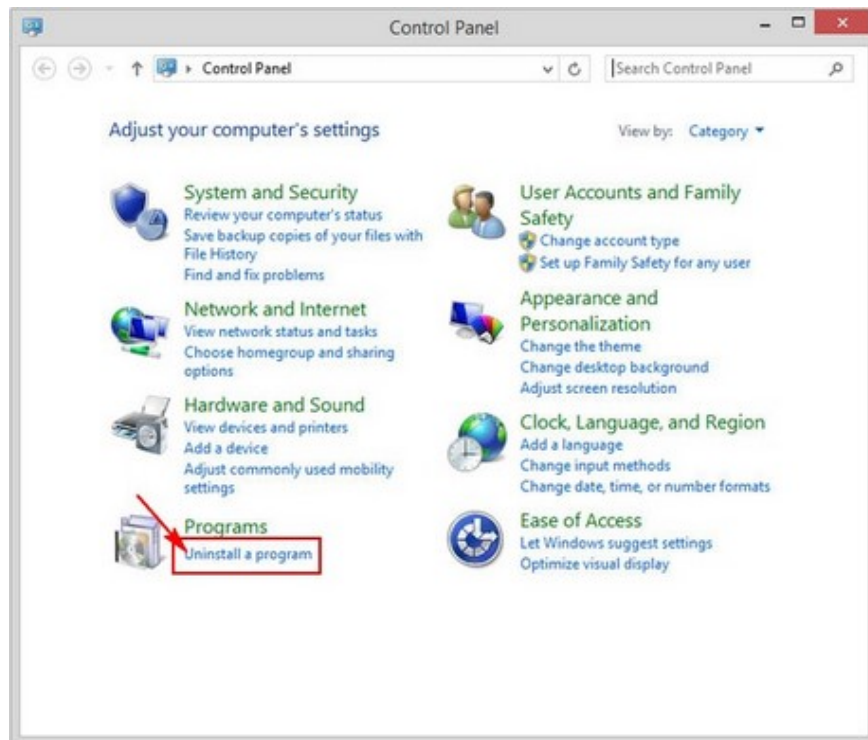 Control Panel
Control Panel
Search Control Panel
Adjust your computer's settings
View by: Category
System and Security
Review your computer's status
Save backup copies of your files with
File History
Find and fix problems
Network and Internet
View network status and tasks
Choose homegroup and sharing
options
Hardware and Sound
View devices and printers
Add a device
Adjust commonly used mobility
settings
Programs
Uninstall a program
User Accounts and Family
Safety
Change account type
Set up Family Safety for any user
Appearance and
Personalization
Change the theme
Change desktop background
Adjust screen resolution
Clock, Language, and Region
Add a language
Change input methods
Change date, time, or number formats
Ease of Access
Let Windows suggest settings
Optimize visual display